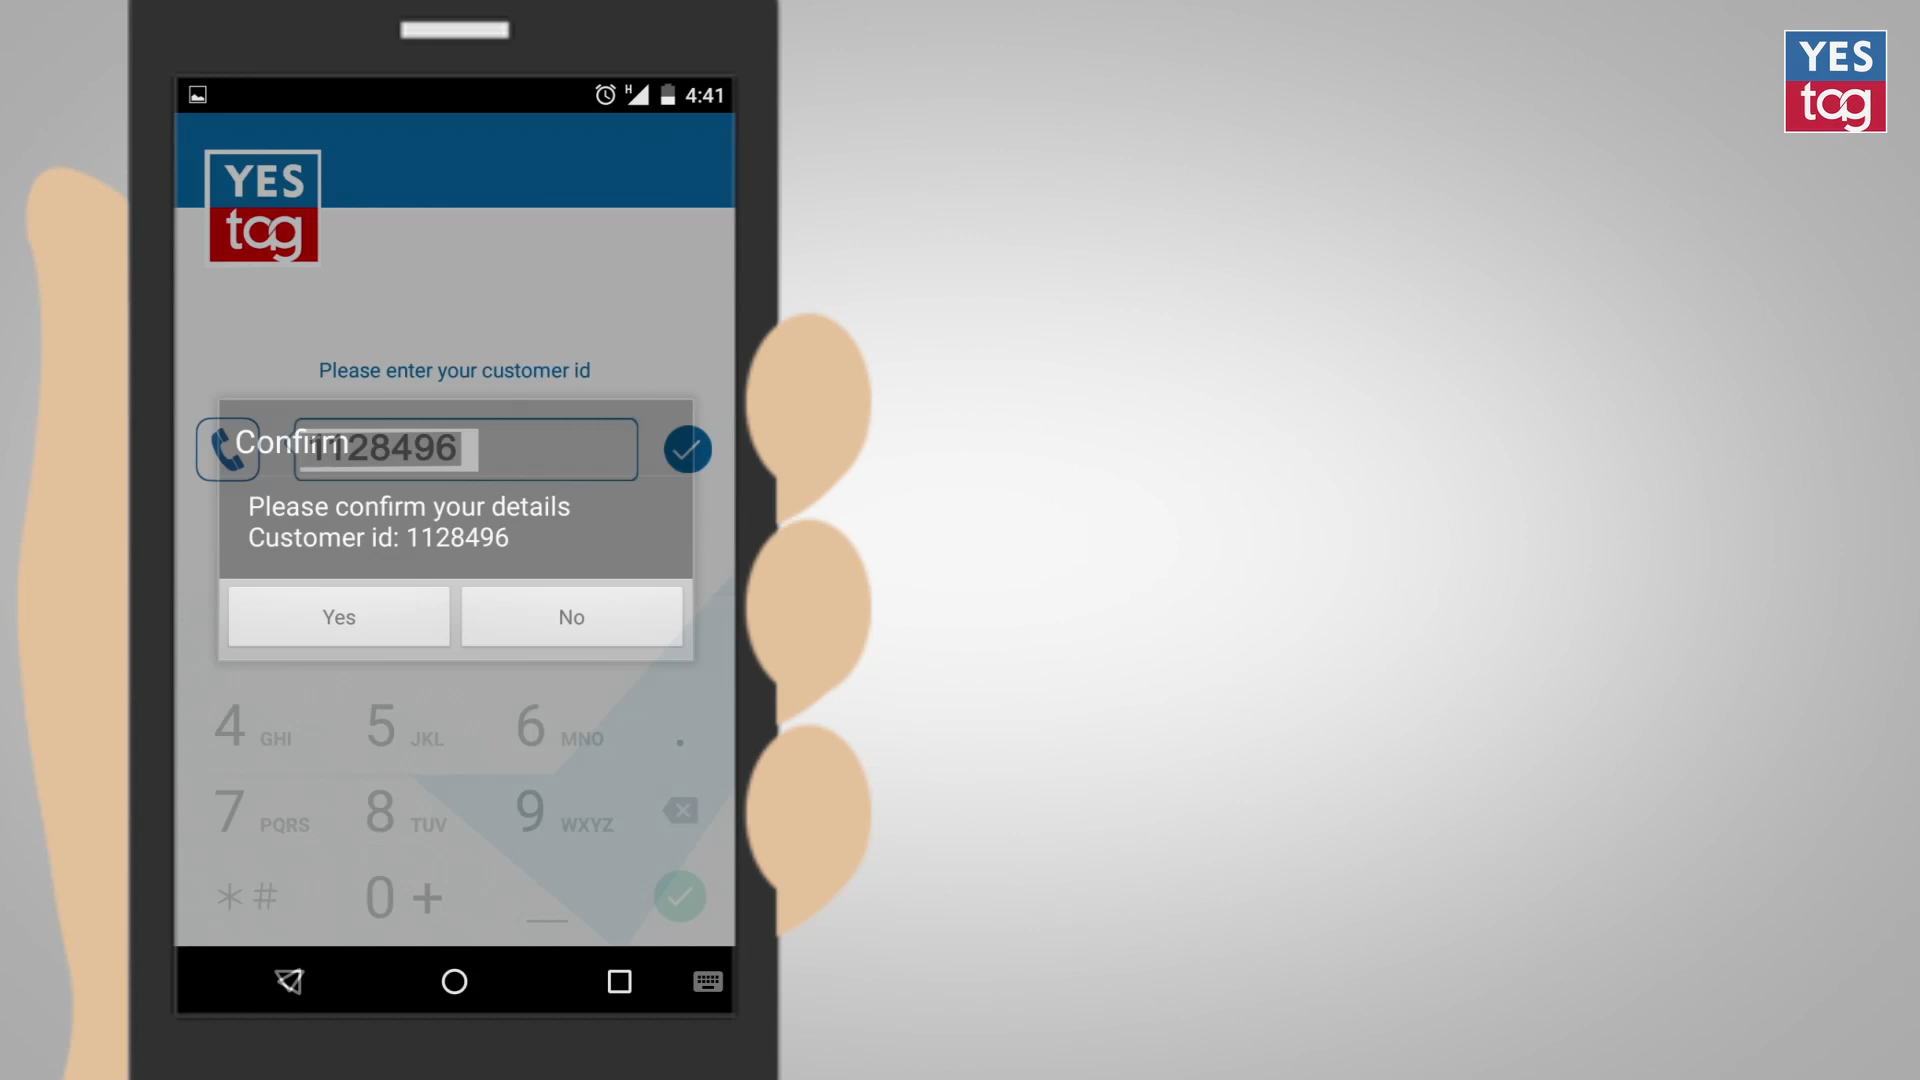 YES
tag
H
4:41
YES
tag
Please enter your customer id
Confirm
1128496
Please confirm your details
Customer id: 1128496
Yes No
4 GHI 5 JKL 6 MNO .
7 PQRS 8 TUV 9 WXYZ
* # 0 + _